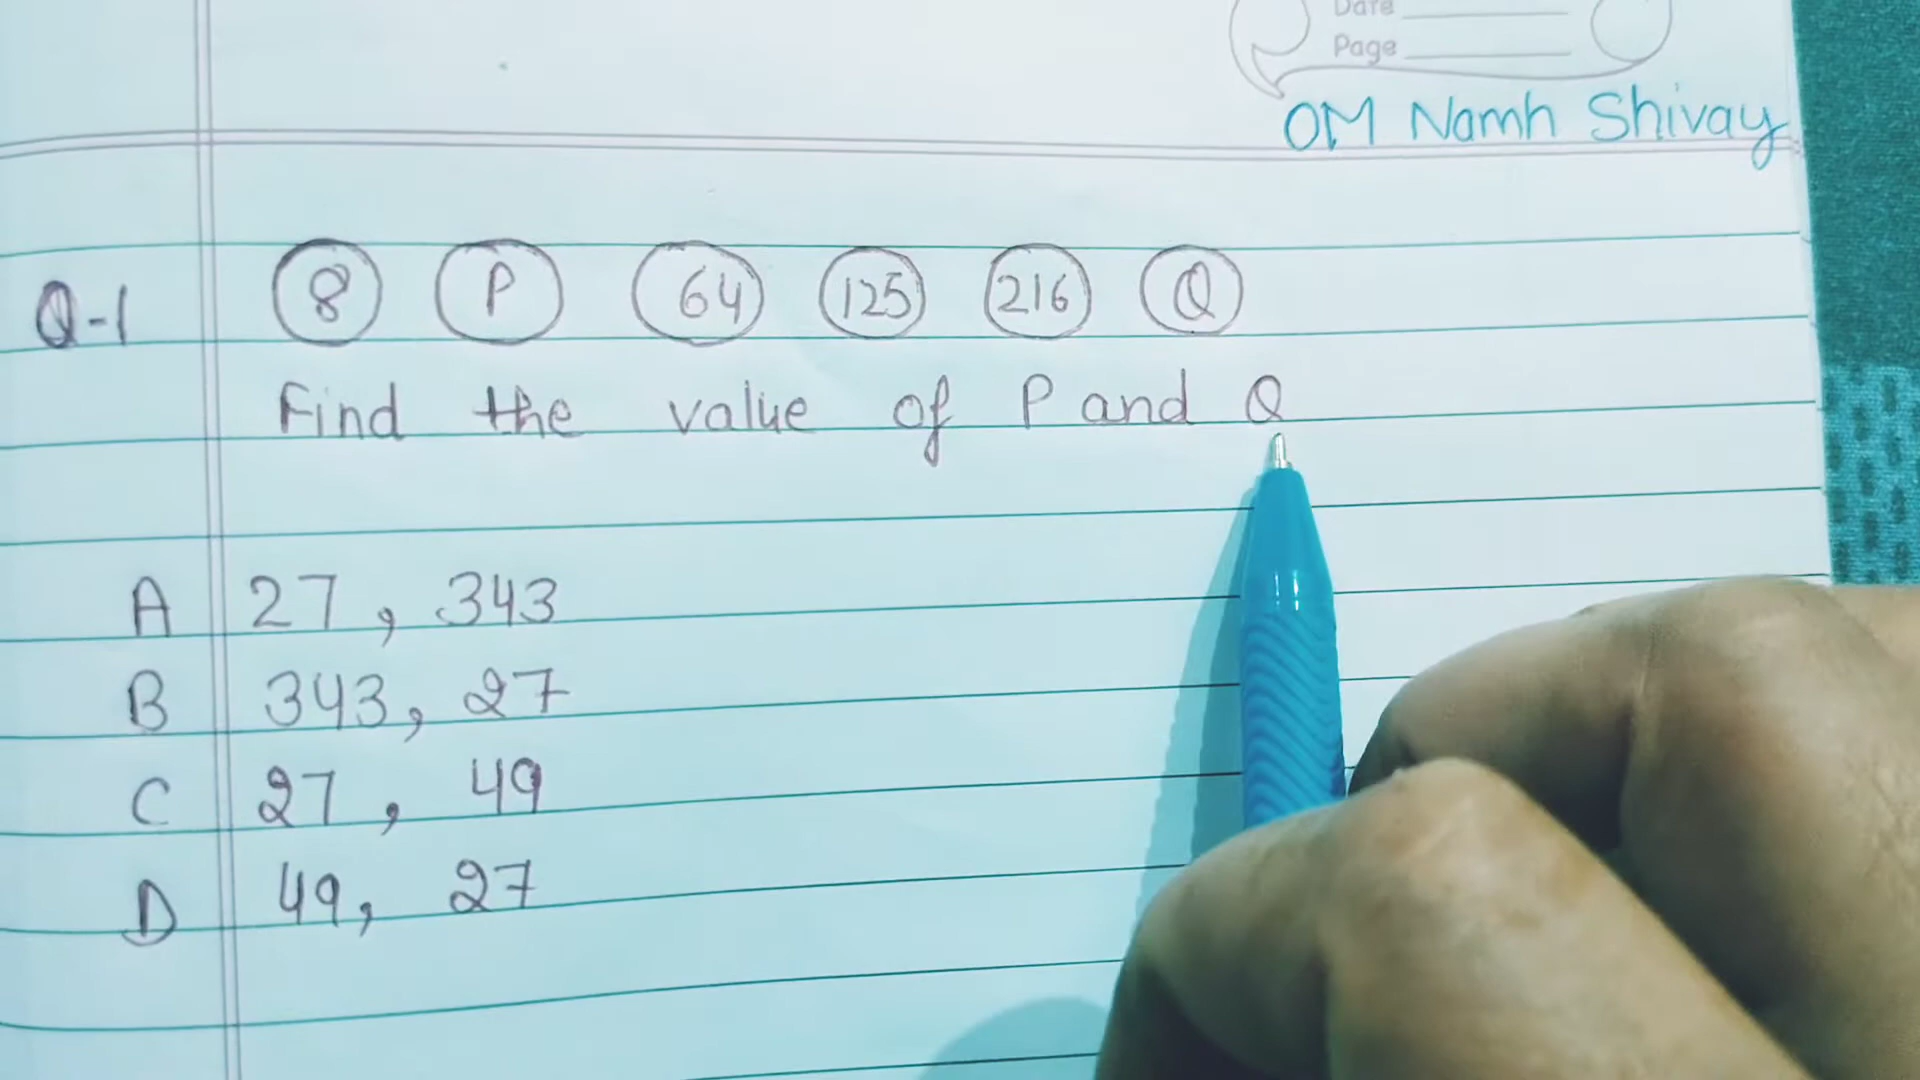 Date
Page
OM Namh Shivay
Q-1 8 P 64 125 216 Q
Find the value of P and Q
A 27, 343
B 343, 27
C 27, 49
D 49, 27